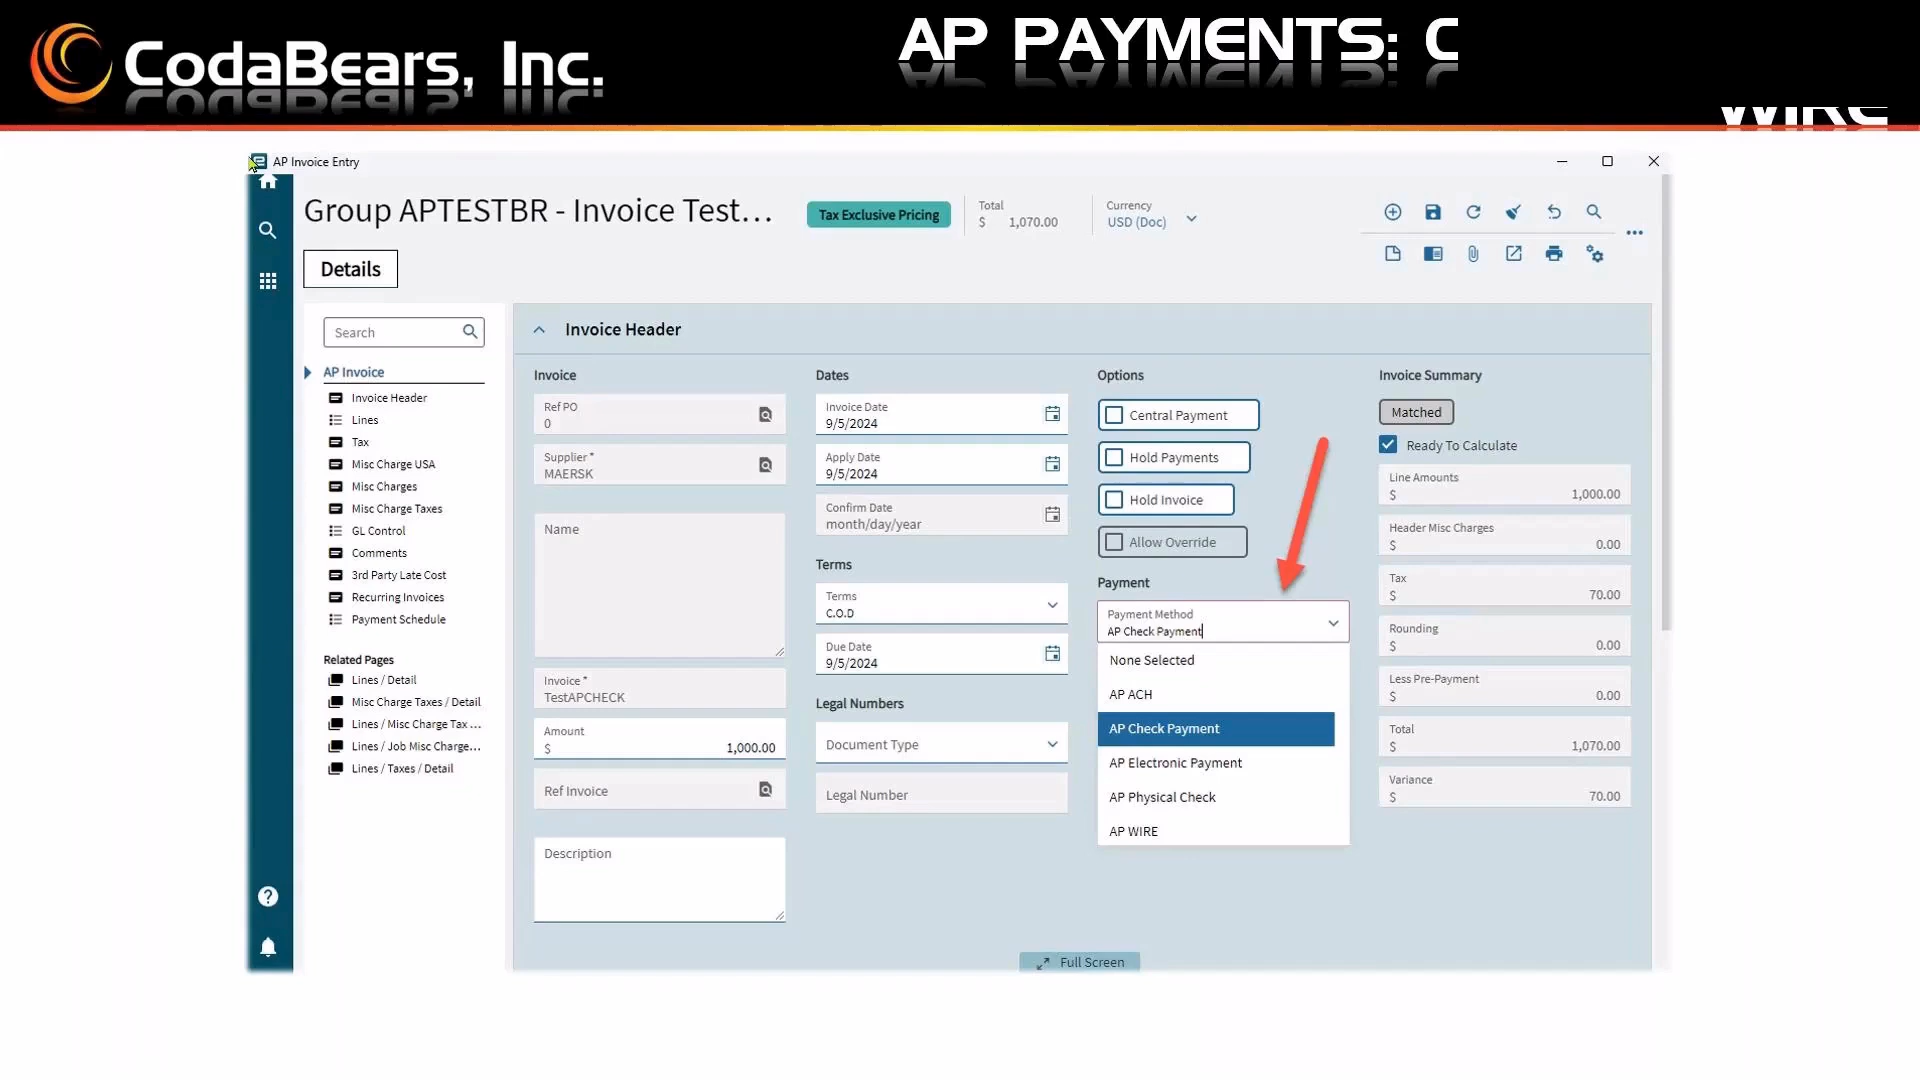 CodaBears, Inc.
AP PAYMENTS: C
WIRE
AP Invoice Entry
Group APTESTBR - Invoice Test...
Tax Exclusive Pricing
Total
$ 1,070.00
Currency
USD (Doc)
Details
Search
AP Invoice
Invoice Header
Lines
Tax
Misc Charge USA
Misc Charges
Misc Charge Taxes
GL Control
Comments
3rd Party Late Cost
Recurring Invoices
Payment Schedule
Related Pages
Lines / Detail
Misc Charge Taxes / Detail
Lines / Misc Charge Tax ...
Lines / Job Misc Charge...
Lines / Taxes / Detail
Invoice Header
Invoice
Ref PO
0
Supplier *
MAERSK
Name
Invoice *
TestAPCHECK
Amount
$ 1,000.00
Ref Invoice
Description
Dates
Invoice Date
9/5/2024
Apply Date
9/5/2024
Confirm Date
month/day/year
Terms
Terms
C.O.D
Due Date
9/5/2024
Legal Numbers
Document Type
Legal Number
Options
Central Payment
Hold Payments
Hold Invoice
Allow Override
Payment
Payment Method
AP Check Payment
None Selected
AP ACH
AP Check Payment
AP Electronic Payment
AP Physical Check
AP WIRE
Invoice Summary
Matched
Ready To Calculate
Line Amounts
$ 1,000.00
Header Misc Charges
$ 0.00
Tax
$ 70.00
Rounding
$ 0.00
Less Pre-Payment
$ 0.00
Total
$ 1,070.00
Variance
$ 70.00
Full Screen